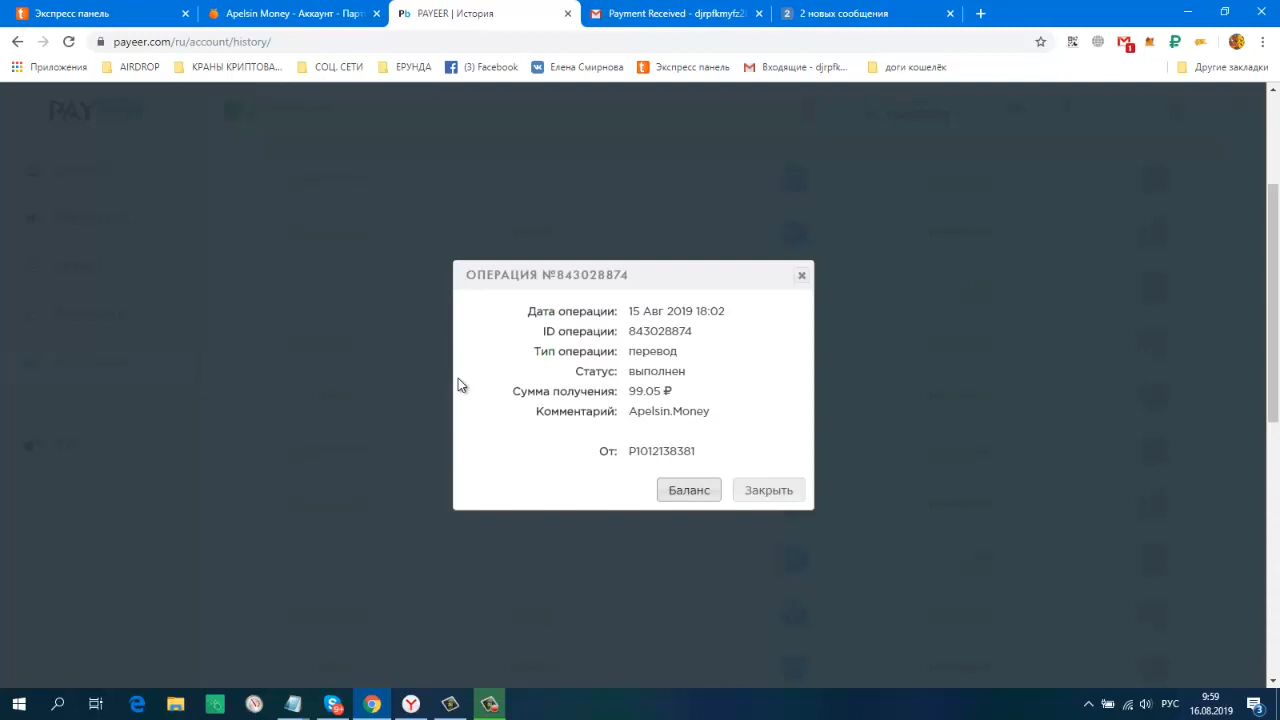 Экспресс панель
Apelsin Money - Аккаунт - Парт
PAYEER | История
Payment Received - djrpfkmyfz2
2 новых сообщения
payeer.com/ru/account/history/
Приложения
AIRDROP
КРАНЫ КРИПТОВА...
СОЦ. СЕТИ
ЕРУНДА
(3) Facebook
Елена Смирнова
Экспресс панель
Входящие - djrpfk...
доги кошелёк
Другие закладки
PAY
ОПЕРАЦИЯ №843028874
Дата операции: 15 Авг 2019 18:02
ID операции: 843028874
Тип операции: перевод
Статус: выполнен
Сумма получения: 99.05 ₽
Комментарий: Apelsin.Money
От: P1012138381
Баланс Закрыть
РУС
9:59
16.08.2019